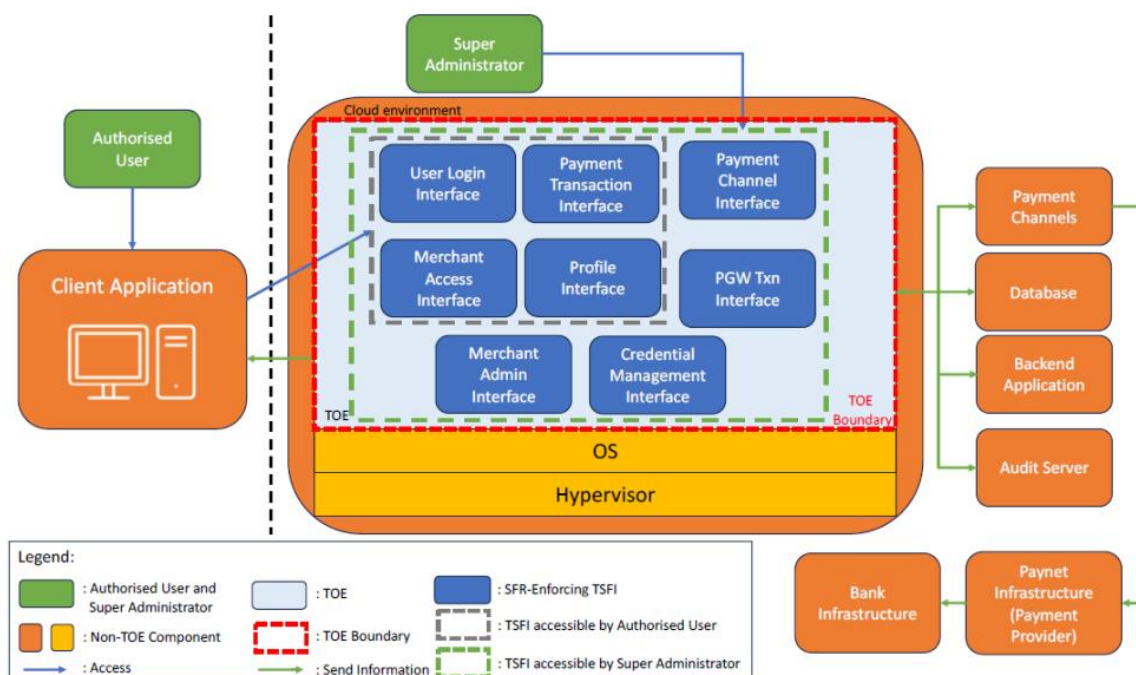 Super
Administrator
Authorised
User
Cloud environment
User Login
Interface
Payment
Transaction
Interface
Payment
Channel
Interface
Payment
Channels
Client Application
Merchant
Access
Interface
Profile
Interface
PGW Txn
Interface
Database
Merchant
Admin
Interface
Credential
Management
Interface
Backend
Application
TOE
TOE
Boundary
OS
Audit Server
Hypervisor
Legend:
: Authorised User and
Super Administrator
: TOE
: SFR-Enforcing TSFI
: Non-TOE Component
: TOE Boundary
: TSFI accessible by Authorised User
: Access
: Send Information
: TSFI accessible by Super Administrator
Bank
Infrastructure
Paynet
Infrastructure
(Payment
Provider)